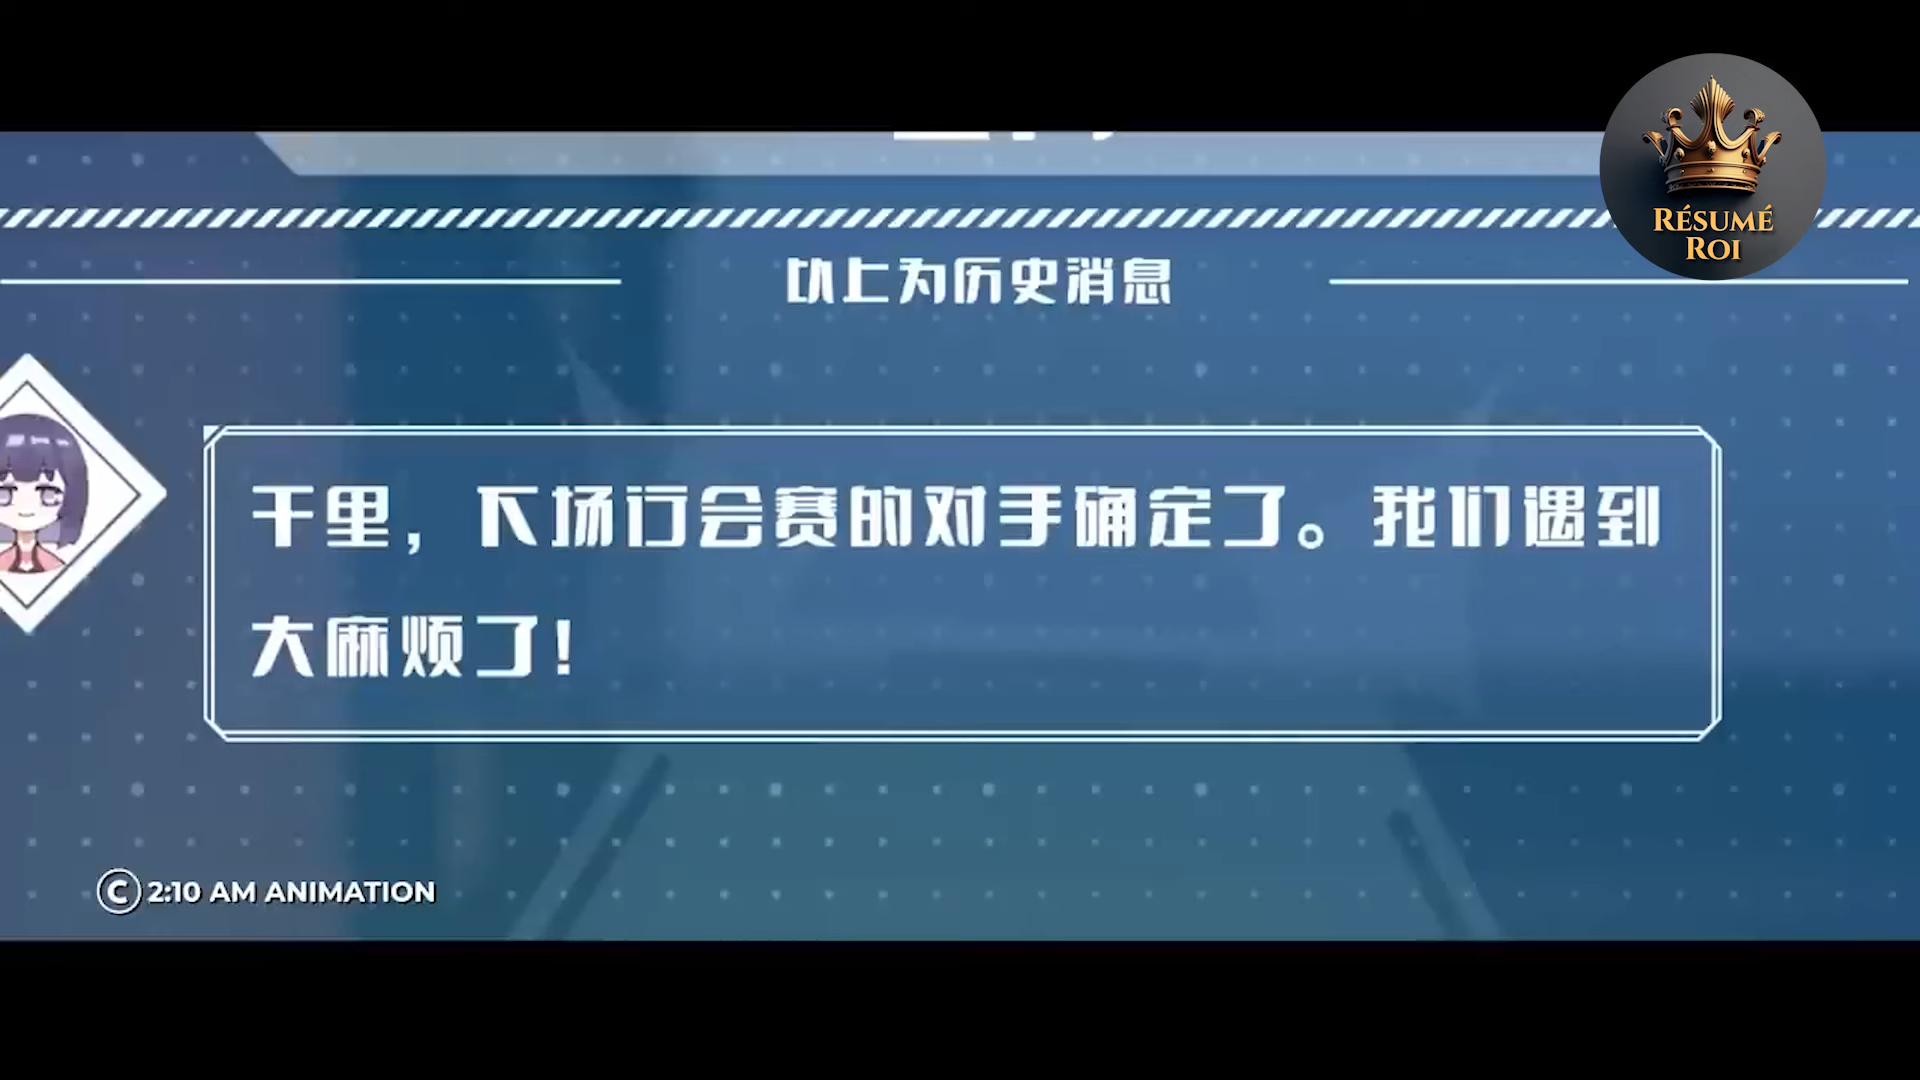 RÉSUMÉ
ROI
以上为历史消息
千里，下场行会赛的对手确定了。我们遇到
大麻烦了！
© 2:10 AM ANIMATION